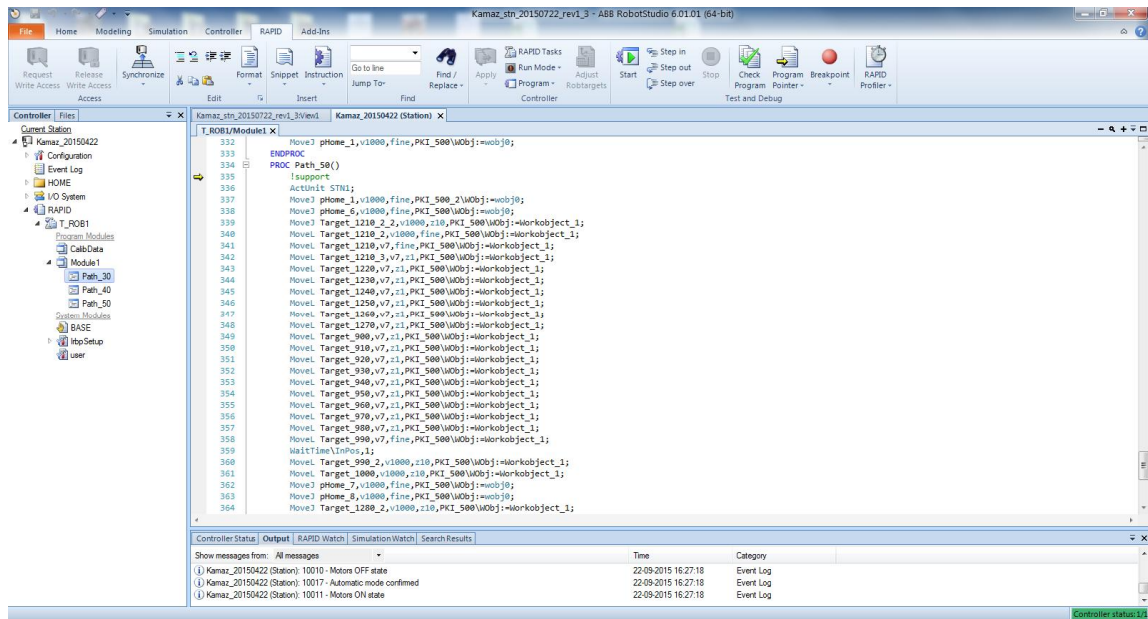 Kamaz_stn_20150722_rev1_3 - ABB RobotStudio 6.01.01 (64-bit)
File Home Modeling Simulation Controller RAPID Add-Ins
Request Write Access
Release Write Access
Synchronize
Access
Format
Edit
Snippet
Instruction
Insert
Go to line
Jump To
Find / Replace
Find
Apply
RAPID Tasks
Run Mode
Program
Adjust Robtargets
Controller
Start
Step in
Step out
Step over
Stop
Check Program
Program Pointer
Breakpoint
Test and Debug
RAPID Profiler
Controller Files
Current Station
Kamaz_20150422
Configuration
Event Log
HOME
I/O System
RAPID
T_ROB1
Program Modules
CalibData
Module1
Path_30
Path_40
Path_50
System Modules
BASE
IrbpSetup
user
Kamaz_stn_20150722_rev1_3:View1 Kamaz_20150422 (Station)
T_ROB1/Module1
332 MoveJ pHome_1,v1000,fine,PKI_500\WObj:=wobj0;
333 ENDPROC
334 PROC Path_50()
335 !support
336 ActUnit STN1;
337 MoveJ pHome_1,v1000,fine,PKI_500_2\WObj:=wobj0;
338 MoveJ pHome_6,v1000,fine,PKI_500\WObj:=wobj0;
339 MoveJ Target_1210_2_2,v1000,z10,PKI_500\WObj:=Workobject_1;
340 MoveL Target_1210_2,v1000,fine,PKI_500\WObj:=Workobject_1;
341 MoveL Target_1210,v7,fine,PKI_500\WObj:=Workobject_1;
342 MoveL Target_1210_3,v7,z1,PKI_500\WObj:=Workobject_1;
343 MoveL Target_1220,v7,z1,PKI_500\WObj:=Workobject_1;
344 MoveL Target_1230,v7,z1,PKI_500\WObj:=Workobject_1;
345 MoveL Target_1240,v7,z1,PKI_500\WObj:=Workobject_1;
346 MoveL Target_1250,v7,z1,PKI_500\WObj:=Workobject_1;
347 MoveL Target_1260,v7,z1,PKI_500\WObj:=Workobject_1;
348 MoveL Target_1270,v7,z1,PKI_500\WObj:=Workobject_1;
349 MoveL Target_900,v7,z1,PKI_500\WObj:=Workobject_1;
350 MoveL Target_910,v7,z1,PKI_500\WObj:=Workobject_1;
351 MoveL Target_920,v7,z1,PKI_500\WObj:=Workobject_1;
352 MoveL Target_930,v7,z1,PKI_500\WObj:=Workobject_1;
353 MoveL Target_940,v7,z1,PKI_500\WObj:=Workobject_1;
354 MoveL Target_950,v7,z1,PKI_500\WObj:=Workobject_1;
355 MoveL Target_960,v7,z1,PKI_500\WObj:=Workobject_1;
356 MoveL Target_970,v7,z1,PKI_500\WObj:=Workobject_1;
357 MoveL Target_980,v7,z1,PKI_500\WObj:=Workobject_1;
358 MoveL Target_990,v7,fine,PKI_500\WObj:=Workobject_1;
359 WaitTime\InPos,1;
360 MoveL Target_990_2,v1000,z10,PKI_500\WObj:=Workobject_1;
361 MoveL Target_1000,v1000,z10,PKI_500\WObj:=Workobject_1;
362 MoveJ pHome_7,v1000,fine,PKI_500\WObj:=wobj0;
363 MoveJ pHome_8,v1000,fine,PKI_500\WObj:=wobj0;
364 MoveJ Target_1280_2,v1000,z10,PKI_500\WObj:=Workobject_1;
Controller Status Output RAPID Watch Simulation Watch Search Results
Show messages from: All messages Time Category
Kamaz_20150422 (Station): 10010 - Motors OFF state 22-09-2015 16:27:18 Event Log
Kamaz_20150422 (Station): 10017 - Automatic mode confirmed 22-09-2015 16:27:18 Event Log
Kamaz_20150422 (Station): 10011 - Motors ON state 22-09-2015 16:27:18 Event Log
Controller status: 1/1